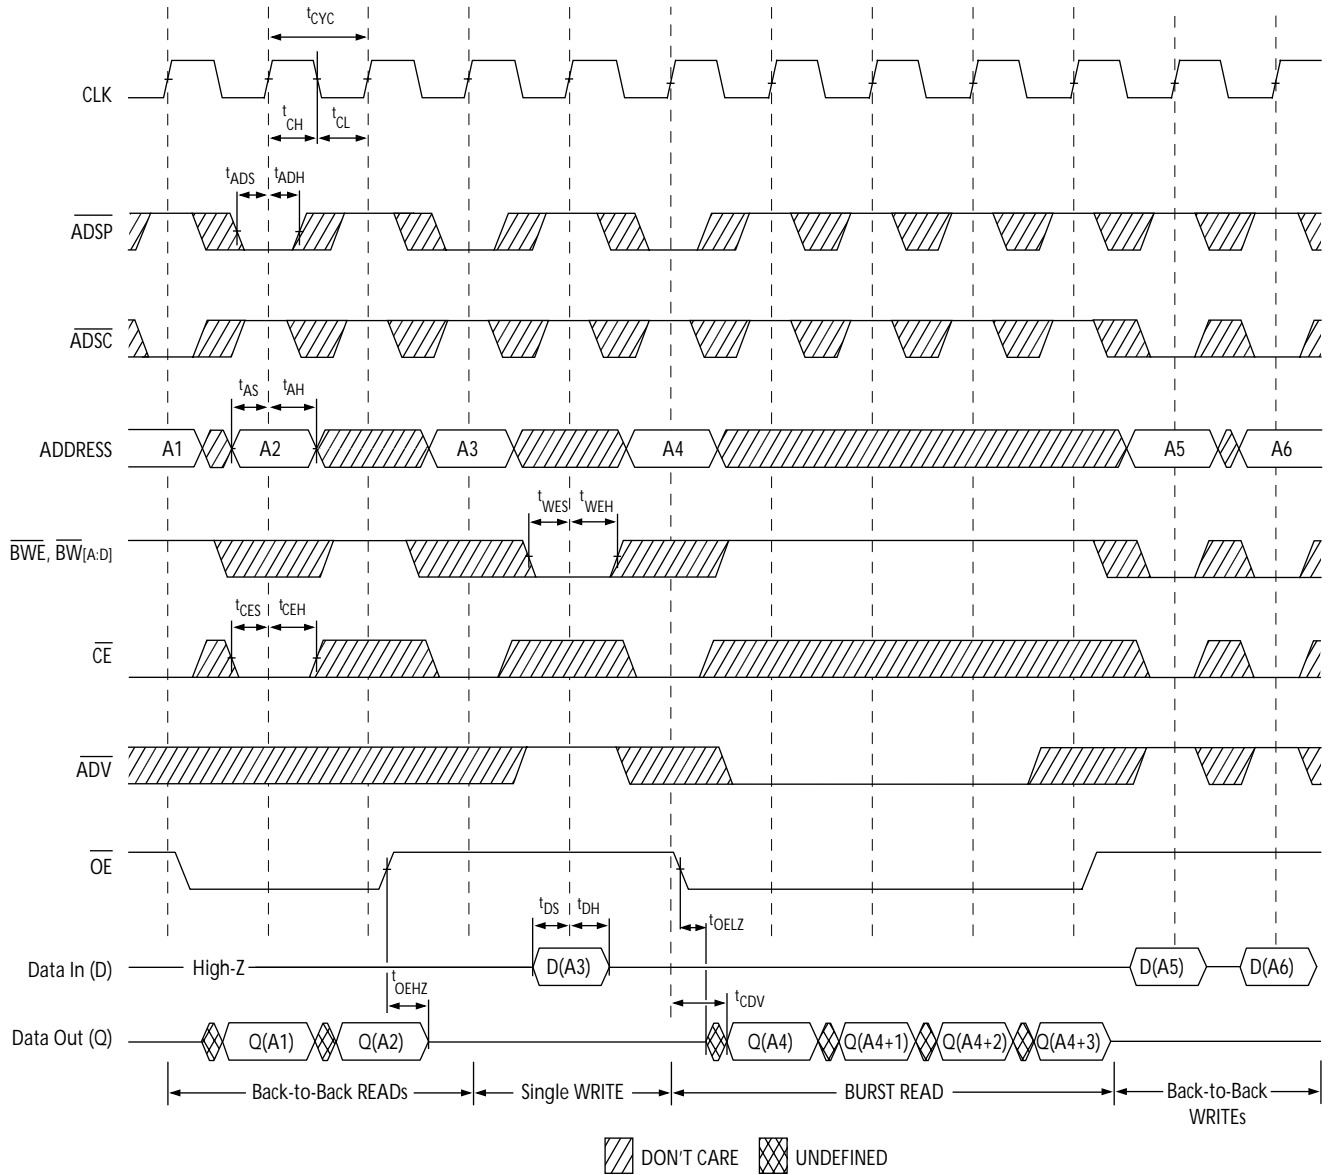 tCYC
CLK
tCH
tCL
tADS
tADH
ADSP
ADSC
tAS
tAH
ADDRESS
A1
A2
A3
A4
A5
A6
tWES
tWEH
BWE, BW[A:D]
tCES
tCEH
CE
ADV
OE
tDS
tDH
tOELZ
Data In (D)
High-Z
D(A3)
D(A5)
D(A6)
tOEHZ
tCDV
Data Out (Q)
Q(A1)
Q(A2)
Q(A4)
Q(A4+1)
Q(A4+2)
Q(A4+3)
Back-to-Back READs
Single WRITE
BURST READ
Back-to-Back
WRITEs
DON'T CARE
UNDEFINED